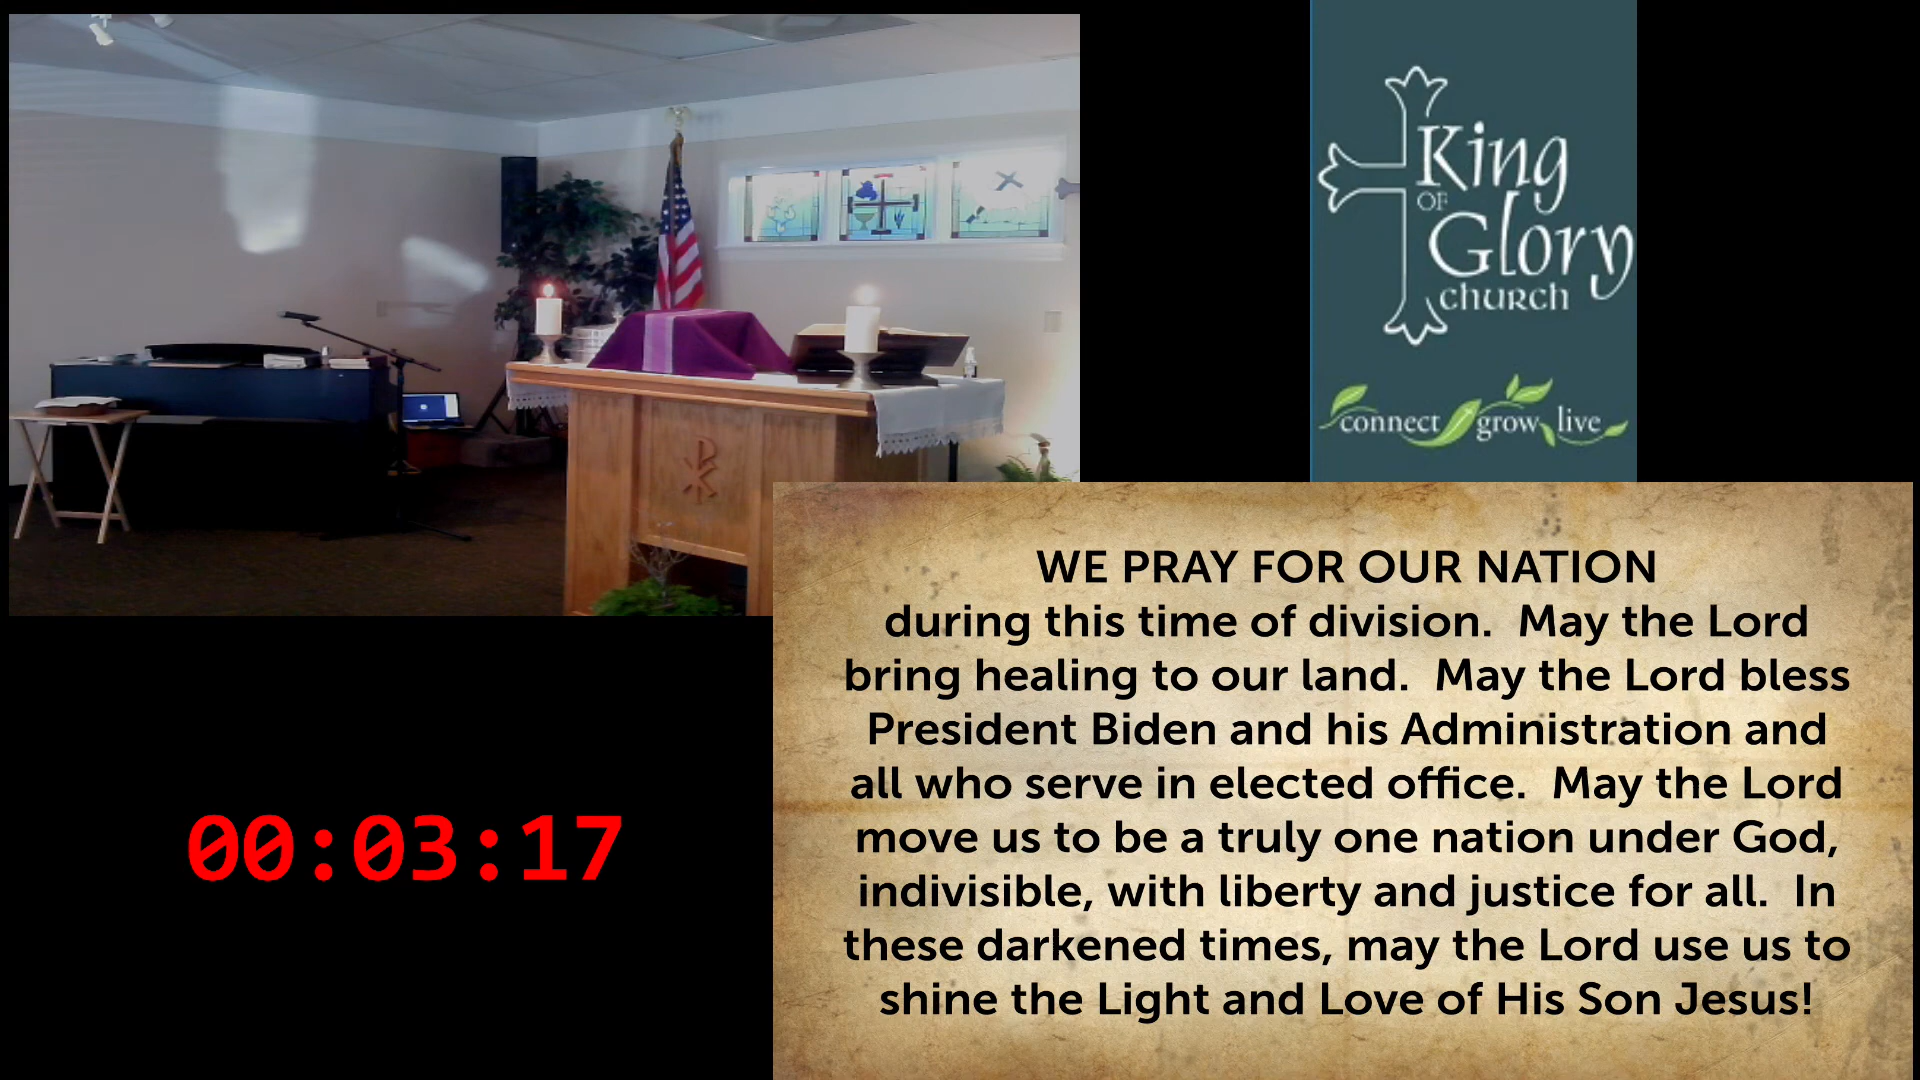 King
OF
Glory
church
connect grow live
WE PRAY FOR OUR NATION
during this time of division.  May the Lord
bring healing to our land.  May the Lord bless
President Biden and his Administration and
all who serve in elected office.  May the Lord
move us to be a truly one nation under God,
indivisible, with liberty and justice for all.  In
these darkened times, may the Lord use us to
shine the Light and Love of His Son Jesus!
00:03:17